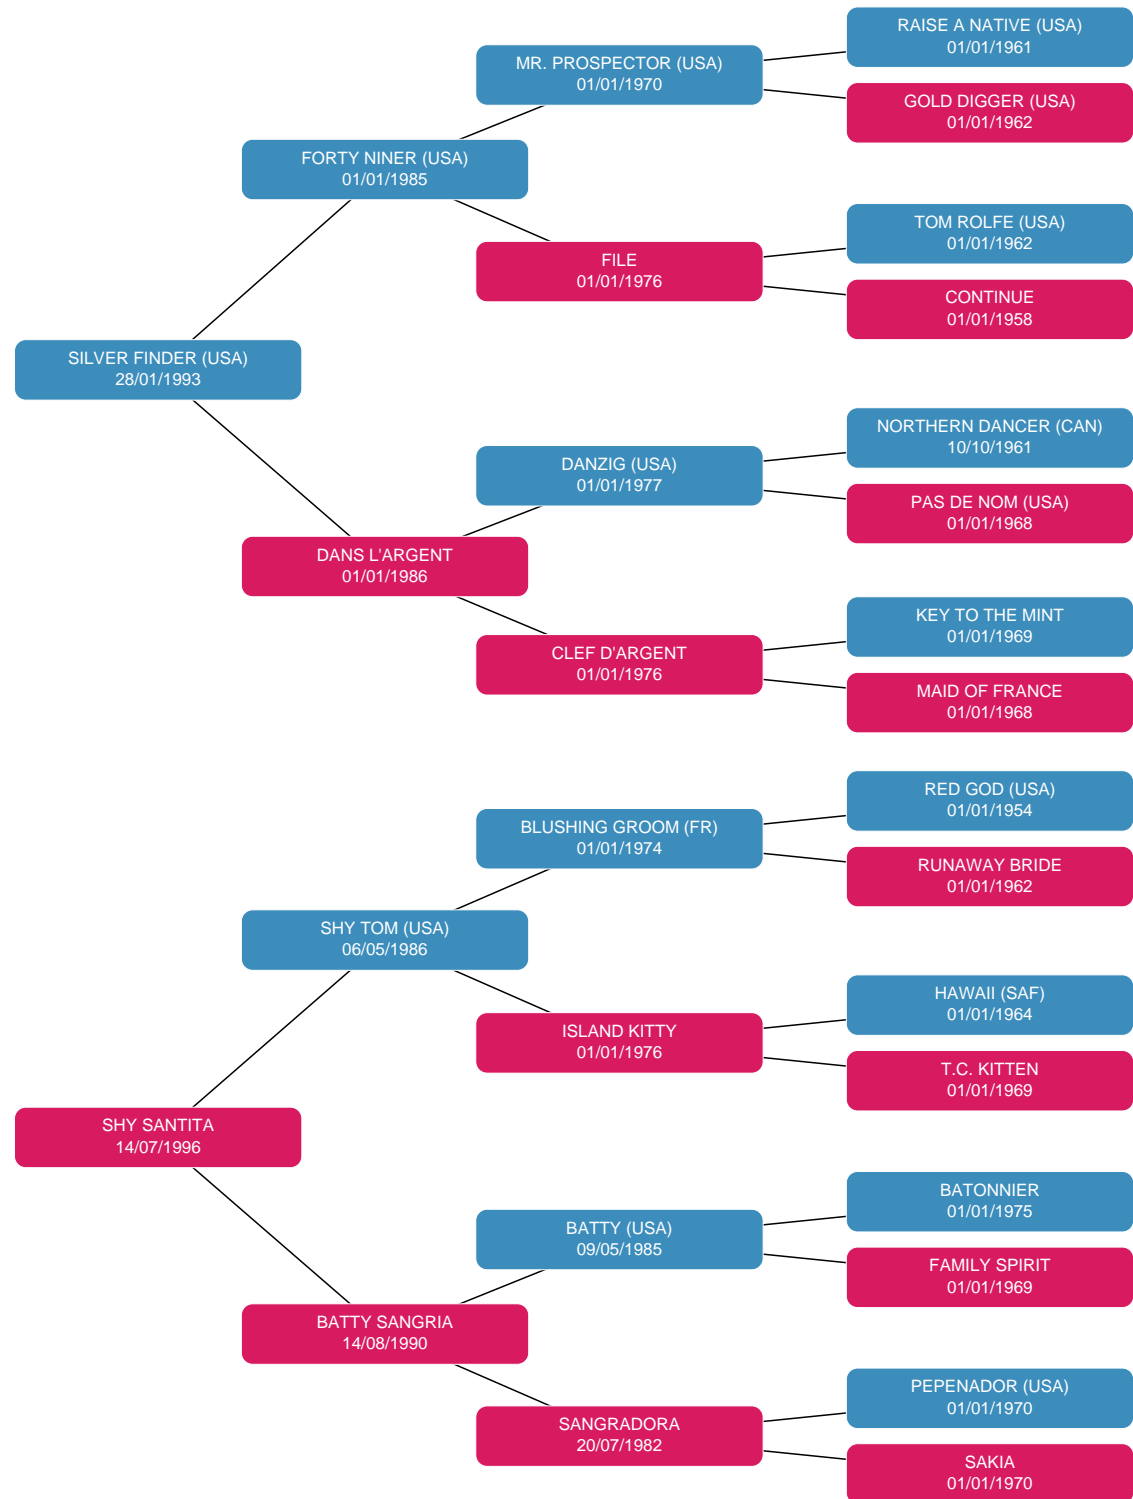 RAISE A NATIVE (USA)
01/01/1961
MR. PROSPECTOR (USA)
01/01/1970
GOLD DIGGER (USA)
01/01/1962
FORTY NINER (USA)
01/01/1985
TOM ROLFE (USA)
01/01/1962
FILE
01/01/1976
CONTINUE
01/01/1958
SILVER FINDER (USA)
28/01/1993
NORTHERN DANCER (CAN)
10/10/1961
DANZIG (USA)
01/01/1977
PAS DE NOM (USA)
01/01/1968
DANS L'ARGENT
01/01/1986
KEY TO THE MINT
01/01/1969
CLEF D'ARGENT
01/01/1976
MAID OF FRANCE
01/01/1968
RED GOD (USA)
01/01/1954
BLUSHING GROOM (FR)
01/01/1974
RUNAWAY BRIDE
01/01/1962
SHY TOM (USA)
06/05/1986
HAWAII (SAF)
01/01/1964
ISLAND KITTY
01/01/1976
T.C. KITTEN
01/01/1969
SHY SANTITA
14/07/1996
BATONNIER
01/01/1975
BATTY (USA)
09/05/1985
FAMILY SPIRIT
01/01/1969
BATTY SANGRIA
14/08/1990
PEPENADOR (USA)
01/01/1970
SANGRADORA
20/07/1982
SAKIA
01/01/1970